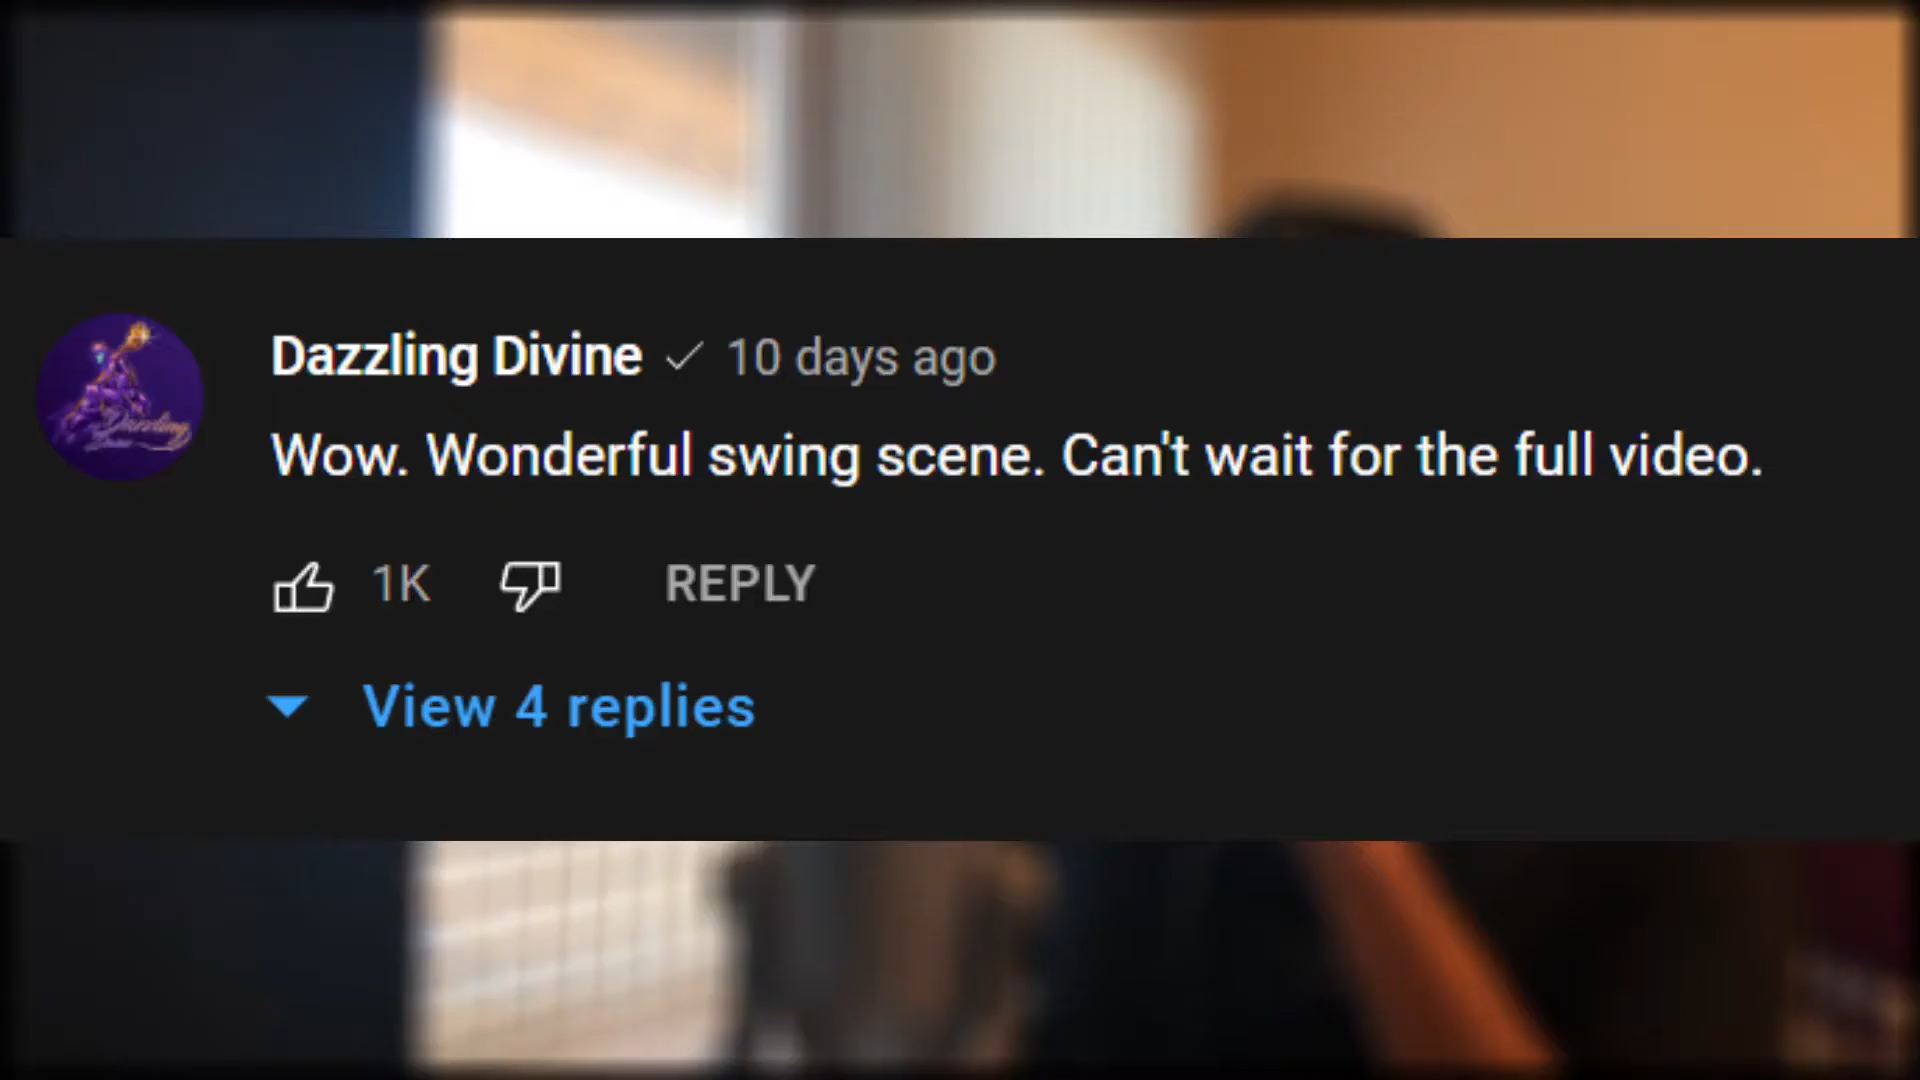 Dazzling Divine 10 days ago
Wow. Wonderful swing scene. Can't wait for the full video.
1K REPLY
View 4 replies
Dazzling